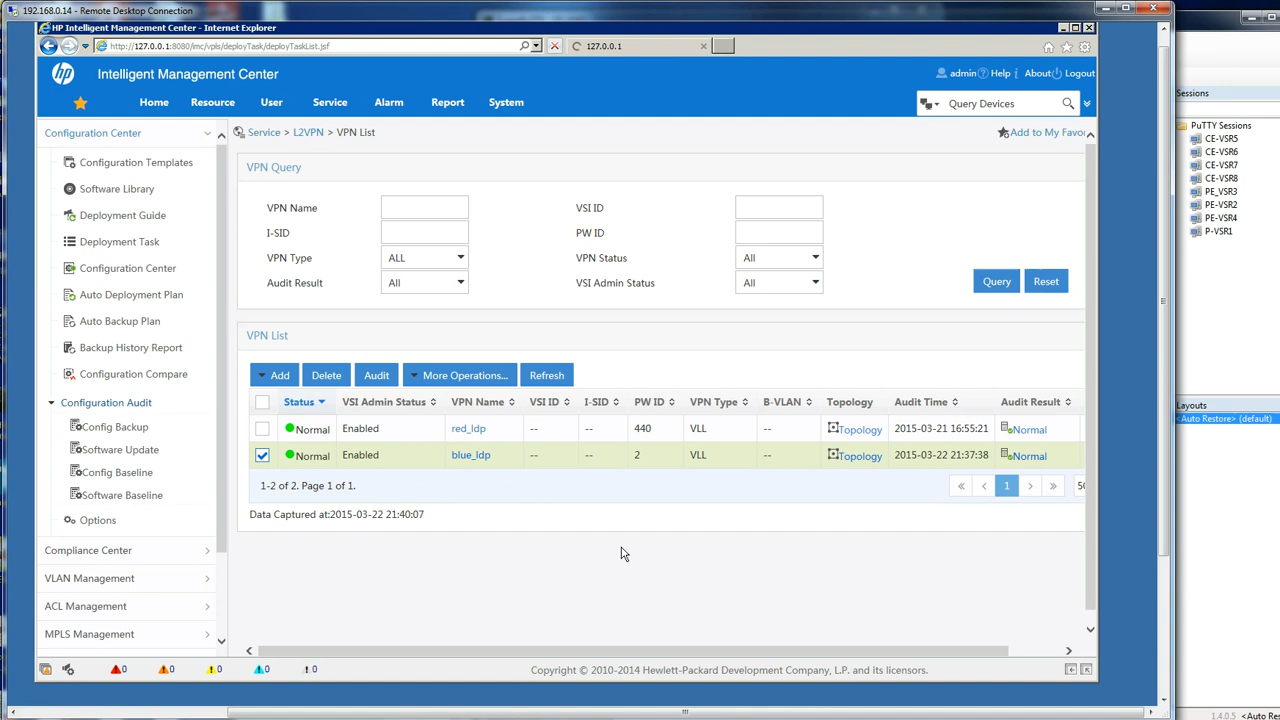 192.168.0.14 - Remote Desktop Connection
HP Intelligent Management Center - Internet Explorer
http://127.0.0.1:8080/imc/vpls/deployTask/deployTaskList.jsf
127.0.0.1
hp Intelligent Management Center
admin Help About Logout
Home Resource User Service Alarm Report System
Query Devices
Configuration Center
Configuration Templates
Software Library
Deployment Guide
Deployment Task
Configuration Center
Auto Deployment Plan
Auto Backup Plan
Backup History Report
Configuration Compare
Configuration Audit
Config Backup
Software Update
Config Baseline
Software Baseline
Options
Compliance Center
VLAN Management
ACL Management
MPLS Management
Service > L2VPN > VPN List
Add to My Favo
VPN Query
VPN Name VSI ID
I-SID PW ID
VPN Type ALL VPN Status All
Audit Result All VSI Admin Status All
Query Reset
VPN List
Add Delete Audit More Operations... Refresh
Status VSI Admin Status VPN Name VSI ID I-SID PW ID VPN Type B-VLAN Topology Audit Time Audit Result
Normal Enabled red_ldp -- -- 440 VLL -- Topology 2015-03-21 16:55:21 Normal
Normal Enabled blue_ldp -- -- 2 VLL -- Topology 2015-03-22 21:37:38 Normal
1-2 of 2. Page 1 of 1.
« < 1 > » 50
Data Captured at:2015-03-22 21:40:07
0 0 0 0 0
Copyright © 2010-2014 Hewlett-Packard Development Company, L.P. and its licensors.
Sessions
PuTTY Sessions
CE-VSR5
CE-VSR6
CE-VSR7
CE-VSR8
PE_VSR3
PE-VSR2
PE-VSR4
P-VSR1
Layouts
<Auto Restore> (default)
1.4.0.5 <Auto Res